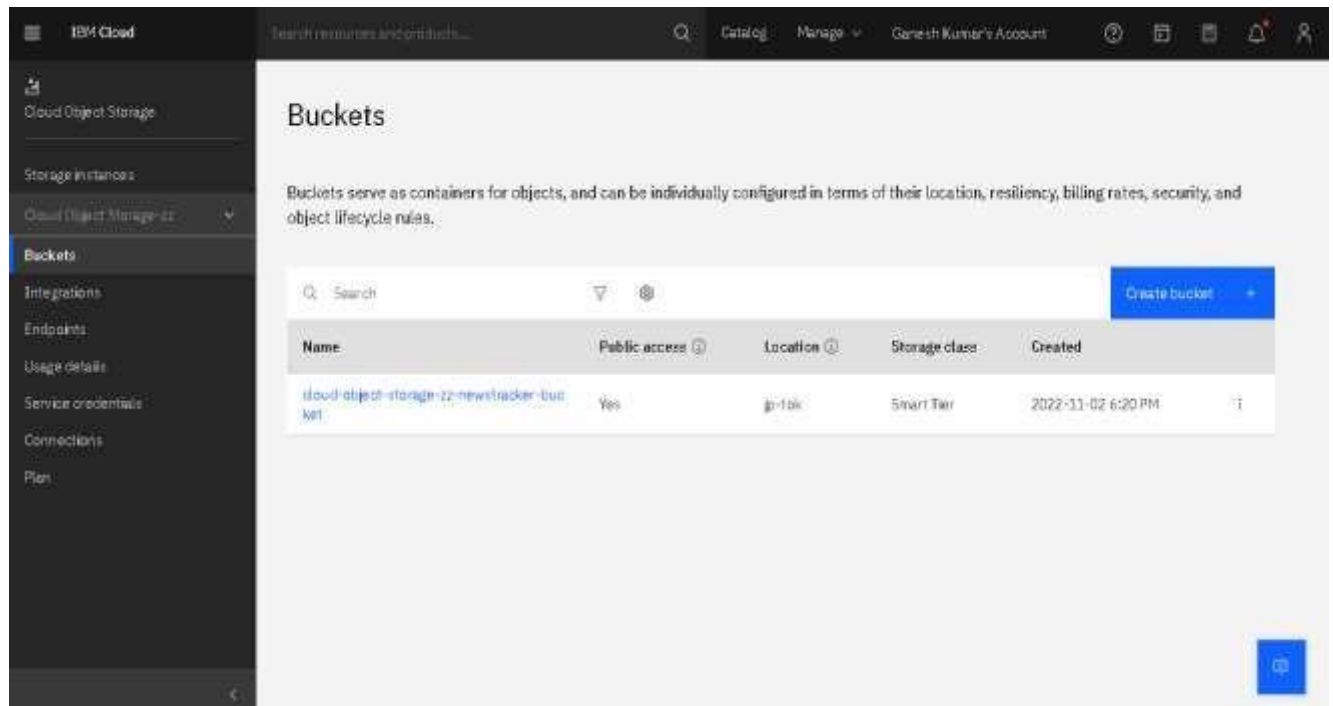 IBM Cloud
Search resources and products...
Catalog
Manage
Ganesh Kumar's Account
Cloud Object Storage
Storage instances
Cloud Object Storage-zz
Buckets
Integrations
Endpoints
Usage details
Service credentials
Connections
Plan
Buckets
Buckets serve as containers for objects, and can be individually configured in terms of their location, resiliency, billing rates, security, and
object lifecycle rules.
Search
Create bucket +
Name Public access Location Storage class Created
cloud-object-storage-zz-newstracker-buc
ket
Yes jp-tok Smart Tier 2022-11-02 6:20 PM